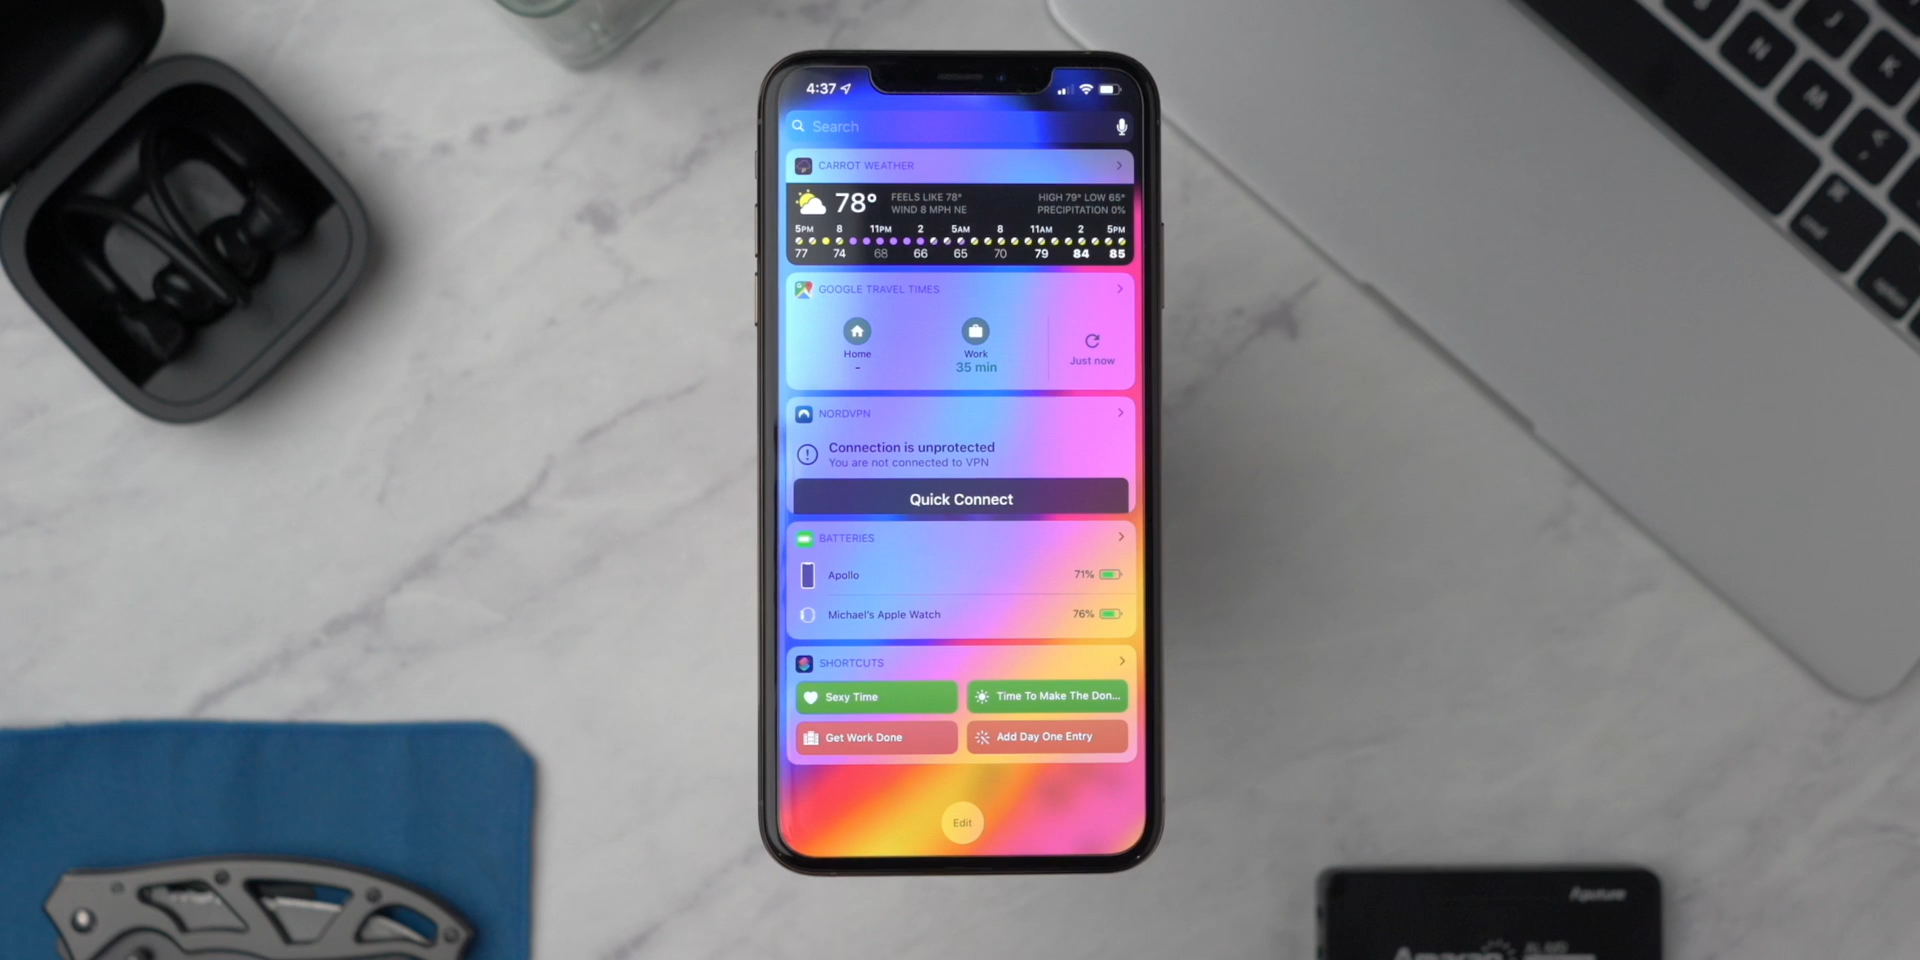 4:37
Search
CARROT WEATHER
78°
FEELS LIKE 78°
WIND 8 MPH NE
HIGH 79° LOW 65°
PRECIPITATION 0%
5PM 8 11PM 2 5AM 8 11AM 2 5PM
77 74 68 66 65 70 79 84 85
GOOGLE TRAVEL TIMES
Home
-
Work
35 min
Just now
NORDVPN
Connection is unprotected
You are not connected to VPN
Quick Connect
BATTERIES
Apollo 71%
Michael's Apple Watch 76%
SHORTCUTS
Sexy Time
Time To Make The Don...
Get Work Done
Add Day One Entry
Edit
J
K
N
M
cmd
option
Aputure
Amaran